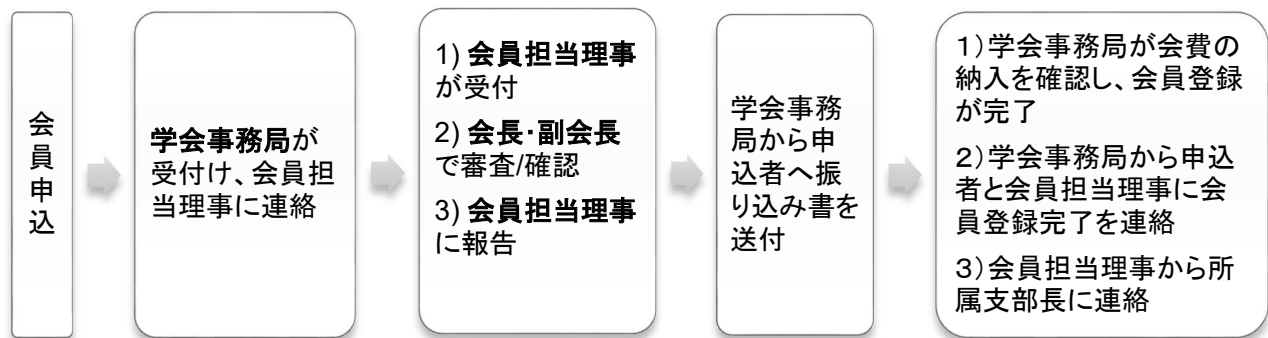 会員申込
学会事務局が
受付け、会員担
当理事に連絡
1) 会員担当理事
が受付
2) 会長・副会長
で審査/確認
3) 会員担当理事
に報告
学会事務
局から申
込者へ振
り込み書を
送付
１）学会事務局が会費の
納入を確認し、会員登録
が完了
２）学会事務局から申込
者と会員担当理事に会
員登録完了を連絡
３）会員担当理事から所
属支部長に連絡